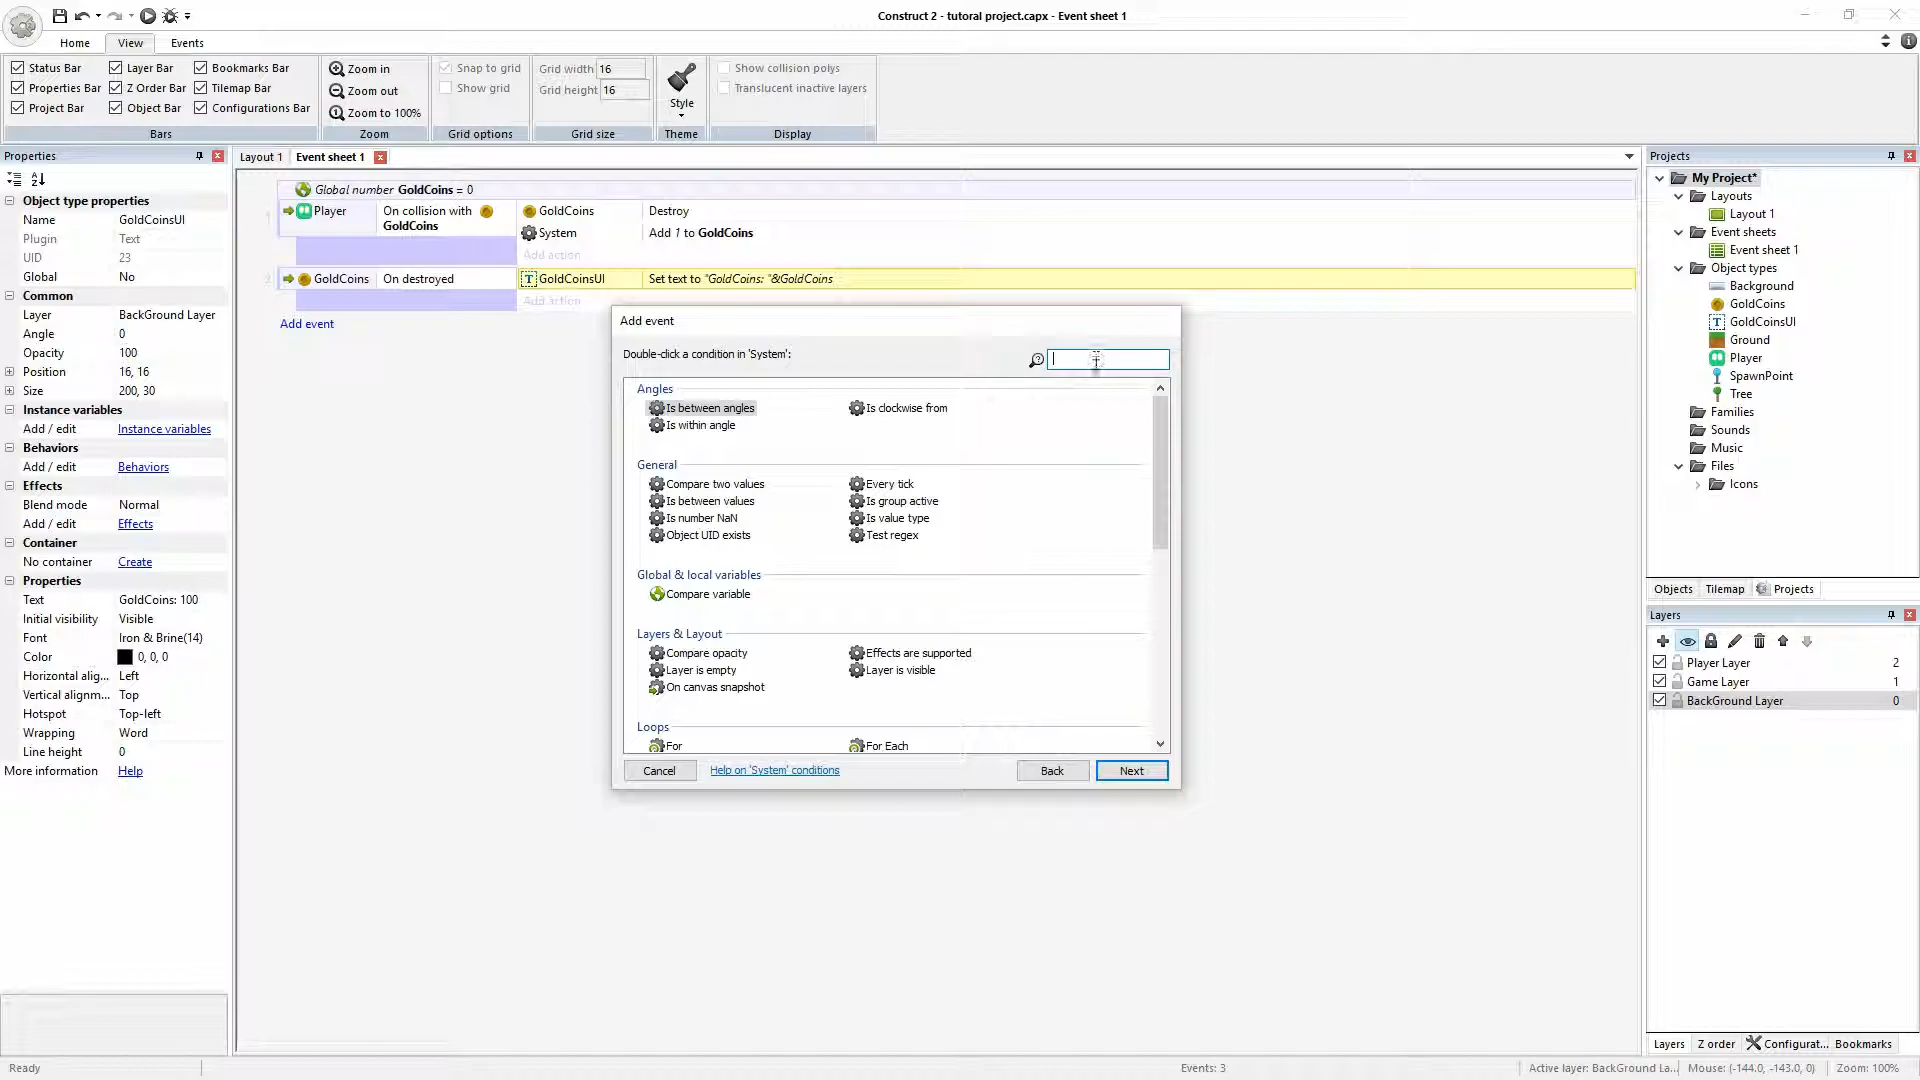 Construct 2 - tutoral project.capx - Event sheet 1
Home View Events
Status Bar Layer Bar Bookmarks Bar
Properties Bar Z Order Bar Tilemap Bar
Project Bar Object Bar Configurations Bar
Bars
Zoom in
Zoom out
Zoom to 100%
Zoom
Snap to grid
Show grid
Grid options
Grid width 16
Grid height 16
Grid size
Style
Theme
Show collision polys
Translucent inactive layers
Display
Properties
Object type properties
Name GoldCoinsUI
Plugin Text
UID 23
Global No
Common
Layer BackGround Layer
Angle 0
Opacity 100
Position 16, 16
Size 200, 30
Instance variables
Add / edit Instance variables
Behaviors
Add / edit Behaviors
Effects
Blend mode Normal
Add / edit Effects
Container
No container Create
Properties
Text GoldCoins: 100
Initial visibility Visible
Font Iron & Brine(14)
Color 0, 0, 0
Horizontal alig... Left
Vertical alignm... Top
Hotspot Top-left
Wrapping Word
Line height 0
More information Help
Layout 1 Event sheet 1
Global number GoldCoins = 0
1 Player On collision with GoldCoins Destroy
GoldCoins System Add 1 to GoldCoins
Add action
2 GoldCoins On destroyed T GoldCoinsUI Set text to "GoldCoins: "&GoldCoins
Add action
Add event
Add event
Double-click a condition in 'System':
Angles
Is between angles Is clockwise from
Is within angle
General
Compare two values Every tick
Is between values Is group active
Is number NaN Is value type
Object UID exists Test regex
Global & local variables
Compare variable
Layers & Layout
Compare opacity Effects are supported
Layer is empty Layer is visible
On canvas snapshot
Loops
For For Each
Cancel Help on 'System' conditions Back Next
Projects
My Project*
Layouts
Layout 1
Event sheets
Event sheet 1
Object types
Background
GoldCoins
T GoldCoinsUI
Ground
Player
SpawnPoint
Tree
Families
Sounds
Music
Files
Icons
Objects Tilemap Projects
Layers
Player Layer 2
Game Layer 1
BackGround Layer 0
Layers Z order Configurat... Bookmarks
Ready Events: 3 Active layer: BackGround La... Mouse: (-144.0, -143.0, 0) Zoom: 100%